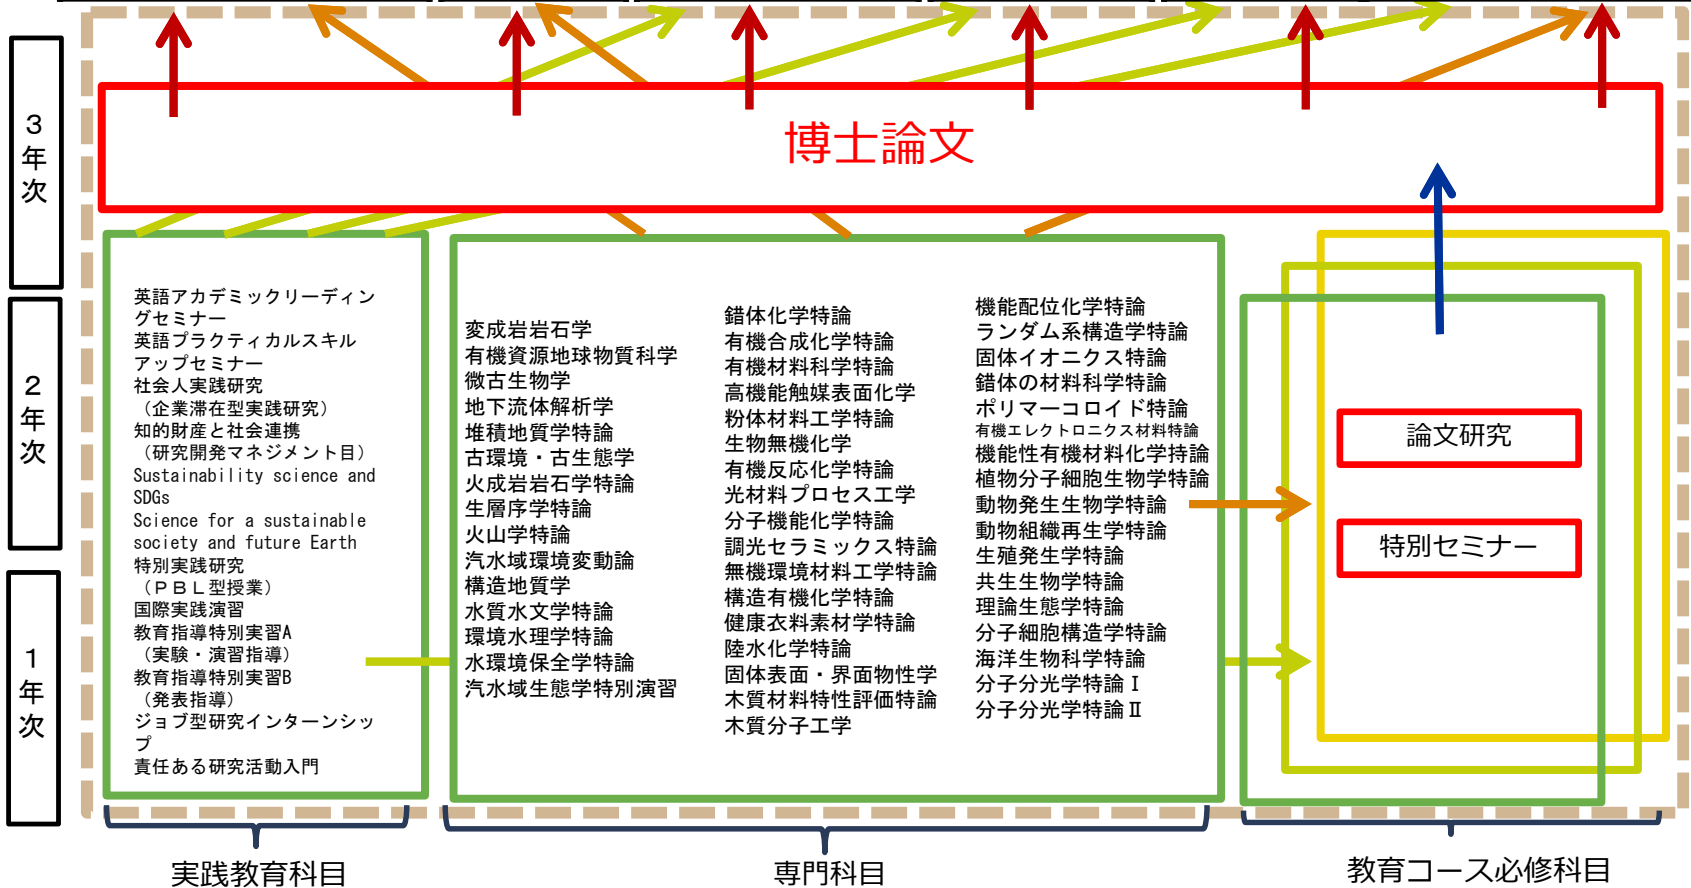 博士論文
3
年
次
2
年
次
1
年
次
英語アカデミックリーディン
グセミナー
英語プラクティカルスキル
アップセミナー
社会人実践研究
（企業滞在型実践研究）
知的財産と社会連携
（研究開発マネジメント目）
Sustainability science and
SDGs
Science for a sustainable
society and future Earth
特別実践研究
（ＰＢＬ型授業）
国際実践演習
教育指導特別実習A
（実験・演習指導）
教育指導特別実習B
（発表指導）
ジョブ型研究インターンシッ
プ
責任ある研究活動入門
変成岩岩石学
有機資源地球物質科学
微古生物学
地下流体解析学
堆積地質学特論
古環境・古生態学
火成岩岩石学特論
生層序学特論
火山学特論
汽水域環境変動論
構造地質学
水質水文学特論
環境水理学特論
水環境保全学特論
汽水域生態学特別演習
錯体化学特論
有機合成化学特論
有機材料科学特論
高機能触媒表面化学
粉体材料工学特論
生物無機化学
有機反応化学特論
光材料プロセス工学
分子機能化学特論
調光セラミックス特論
無機環境材料工学特論
構造有機化学特論
健康衣料素材学特論
陸水化学特論
固体表面・界面物性学
木質材料特性評価特論
木質分子工学
機能配位化学特論
ランダム系構造学特論
固体イオニクス特論
錯体の材料科学特論
ポリマーコロイド特論
有機エレクトロニクス材料特論
機能性有機材料化学特論
植物分子細胞生物学特論
動物発生生物学特論
動物組織再生学特論
生殖発生学特論
共生生物学特論
理論生態学特論
分子細胞構造学特論
海洋生物科学特論
分子分光学特論Ⅰ
分子分光学特論Ⅱ
論文研究
特別セミナー
実践教育科目
専門科目
教育コース必修科目